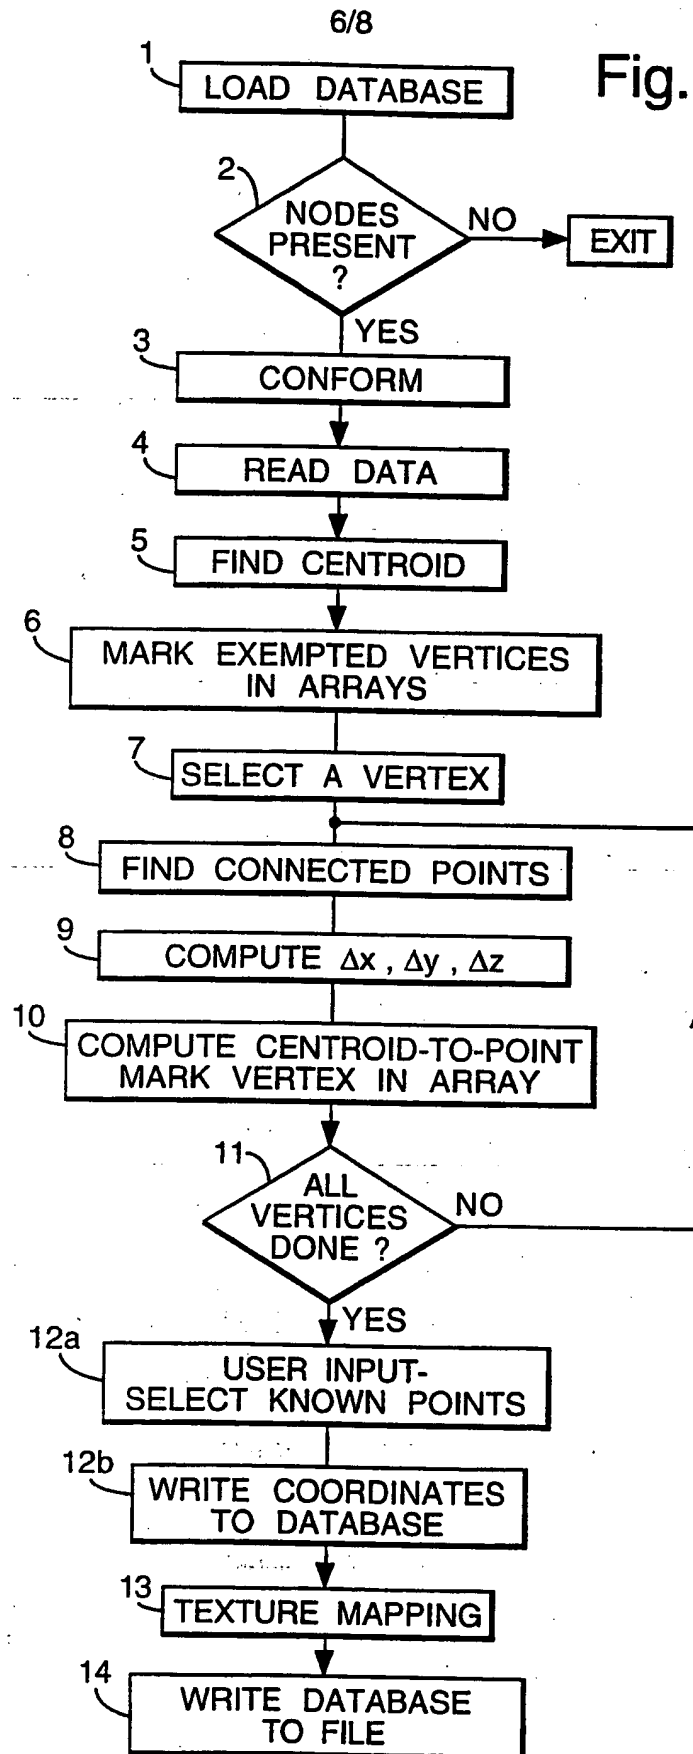 6/8
Fig.
1
LOAD DATABASE
2
NODES
PRESENT
?
NO
EXIT
YES
3
CONFORM
4
READ DATA
5
FIND CENTROID
6
MARK EXEMPTED VERTICES
IN ARRAYS
7
SELECT A VERTEX
8
FIND CONNECTED POINTS
9
COMPUTE Δx , Δy , Δz
10
COMPUTE CENTROID-TO-POINT
MARK VERTEX IN ARRAY
11
ALL
VERTICES
DONE ?
NO
YES
12a
USER INPUT-
SELECT KNOWN POINTS
12b
WRITE COORDINATES
TO DATABASE
13
TEXTURE MAPPING
14
WRITE DATABASE
TO FILE